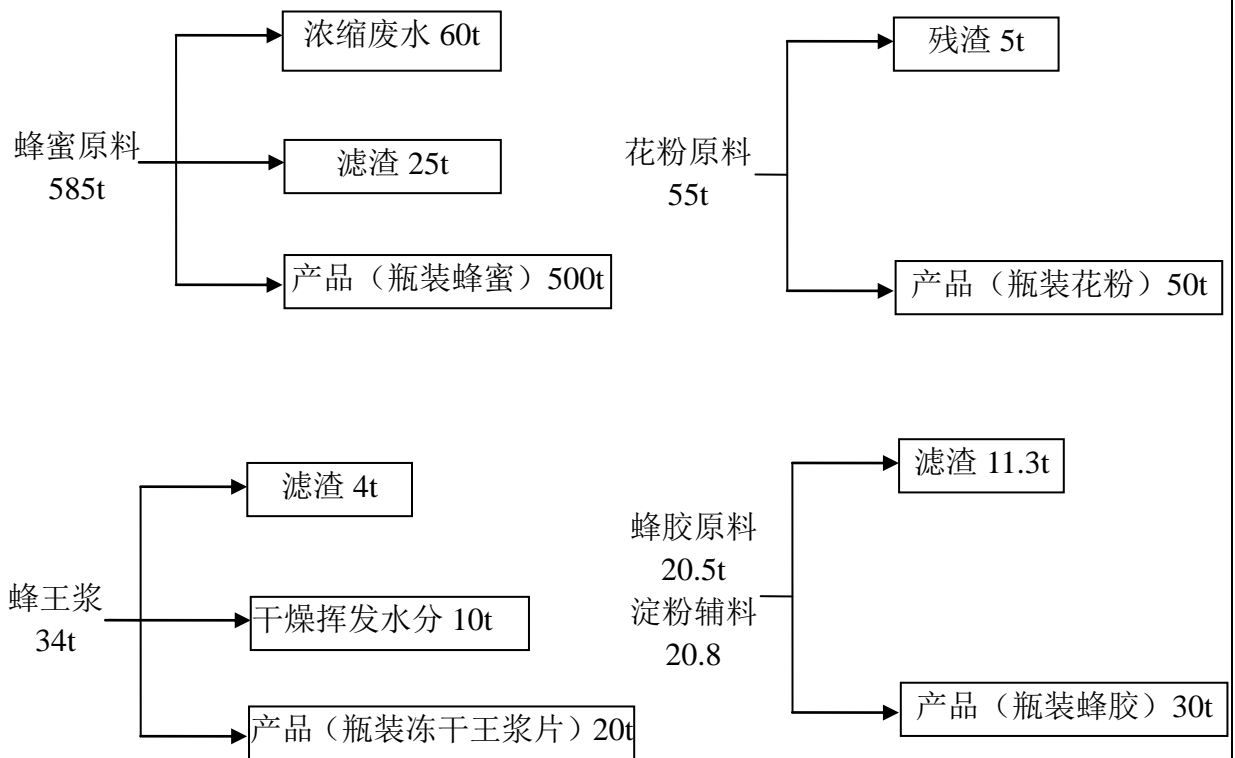 浓缩废水 60t
蜂蜜原料
585t
滤渣 25t
产品（瓶装蜂蜜）500t
残渣 5t
花粉原料
55t
产品（瓶装花粉）50t
滤渣 4t
蜂王浆
34t
干燥挥发水分 10t
产品（瓶装冻干王浆片）20t
滤渣 11.3t
蜂胶原料
20.5t
淀粉辅料
20.8
产品（瓶装蜂胶）30t